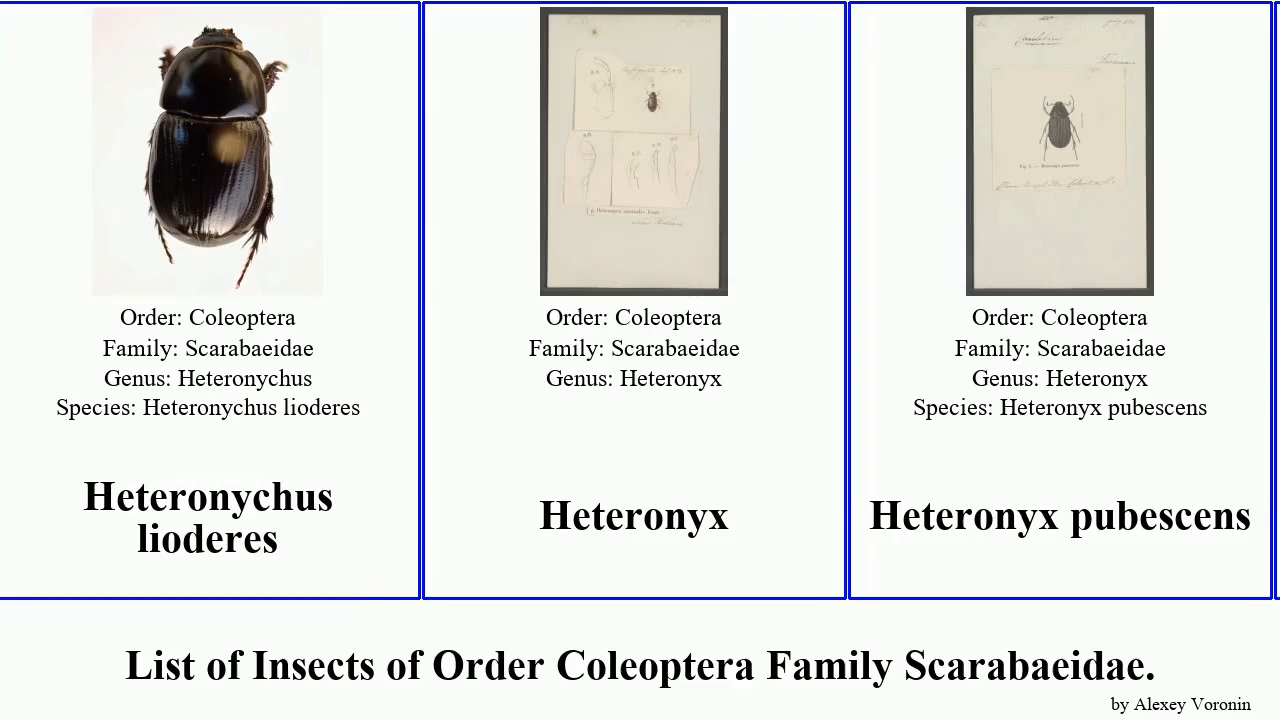 Order: Coleoptera
Family: Scarabaeidae
Genus: Heteronychus
Species: Heteronychus lioderes
Heteronychus
lioderes
Order: Coleoptera
Family: Scarabaeidae
Genus: Heteronyx
Heteronyx
Order: Coleoptera
Family: Scarabaeidae
Genus: Heteronyx
Species: Heteronyx pubescens
Heteronyx pubescens
List of Insects of Order Coleoptera Family Scarabaeidae.
by Alexey Voronin